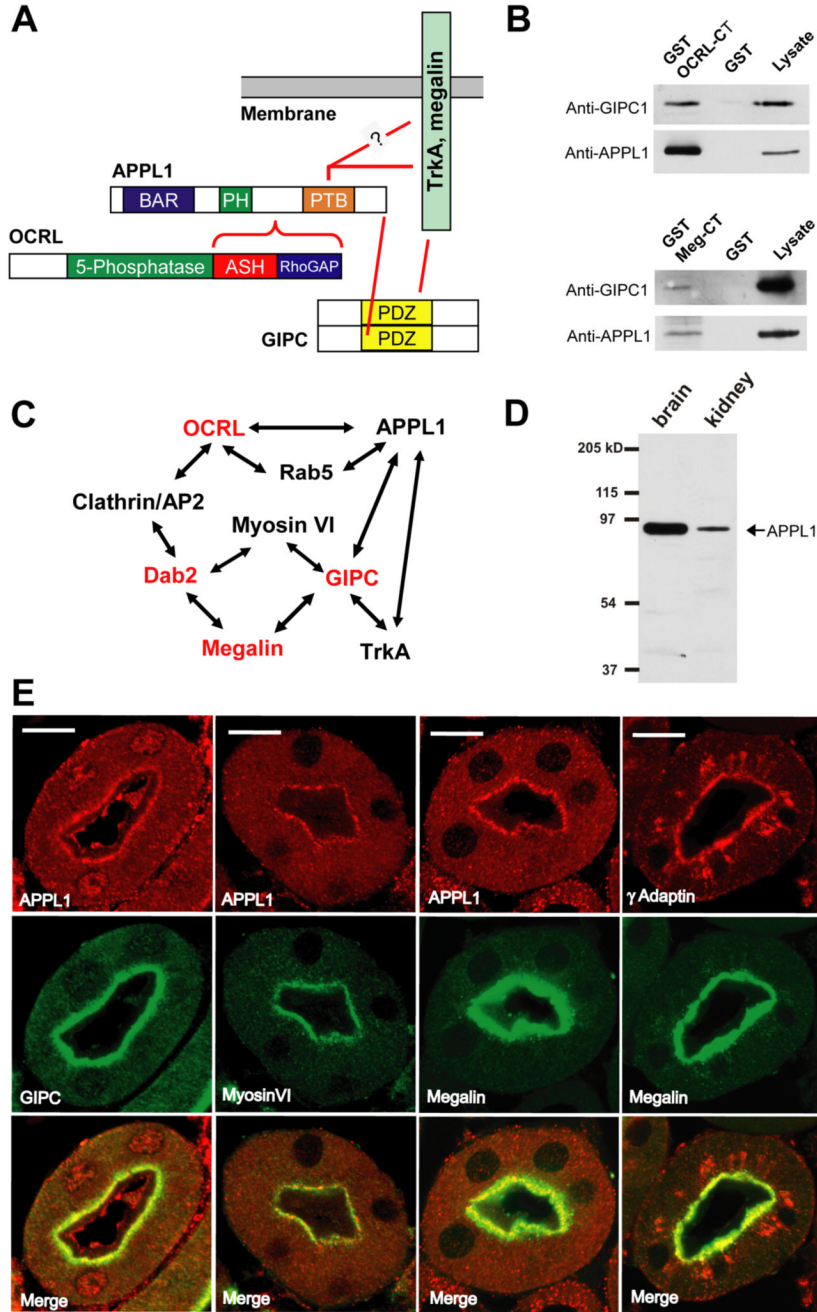 A
Membrane
TrkA, megalin
?
APPL1
BAR PH PTB
OCRL
5-Phosphatase ASH RhoGAP
PDZ
GIPC PDZ
B
GST OCRL-CT GST Lysate
Anti-GIPC1
Anti-APPL1
GST Meg-CT GST Lysate
Anti-GIPC1
Anti-APPL1
C
OCRL APPL1
Rab5
Clathrin/AP2
Myosin VI
Dab2 GIPC
Megalin TrkA
D
brain kidney
205 kD
115
97
APPL1
54
37
E
APPL1 APPL1 APPL1 γ Adaptin
GIPC MyosinVI Megalin Megalin
Merge Merge Merge Merge